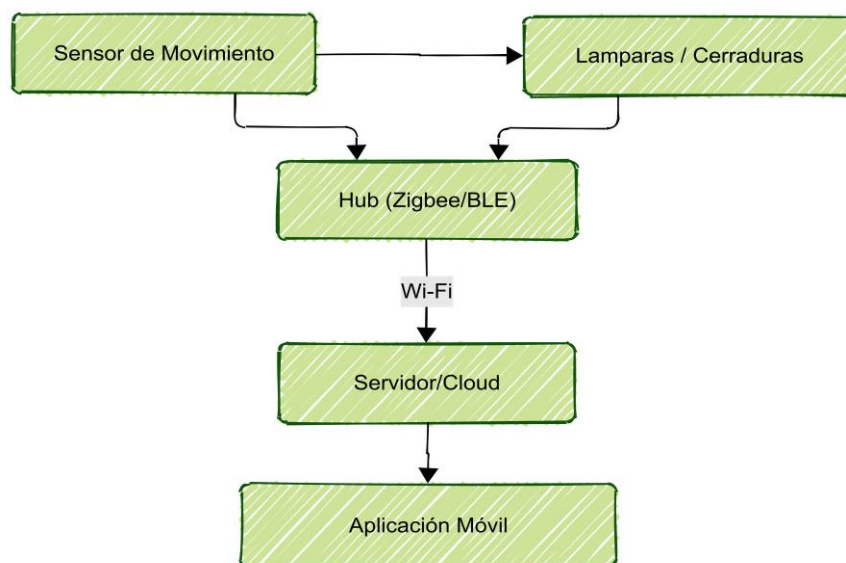 Sensor de Movimiento
Lamparas / Cerraduras
Hub (Zigbee/BLE)
Wi-Fi
Servidor/Cloud
Aplicación Móvil